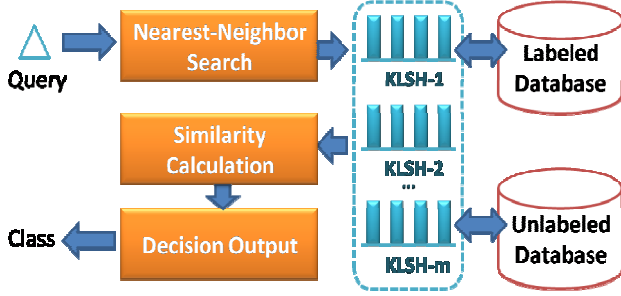 Query
Nearest-Neighbor
Search
KLSH-1
Labeled
Database
Similarity
Calculation
KLSH-2
...
Class
Decision Output
KLSH-m
Unlabeled
Database